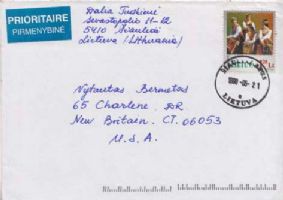 PRIORITAIRE
PIRMENYBINĖ
Dalia Tuskienė
Sevastopolio 11-12
5410 Šiauliai
Lietuva (Lithuania)
LIETUVA
Vytautas Bernotas
65 Charlene, DR
New Britain, CT. 06053
U.S.A.